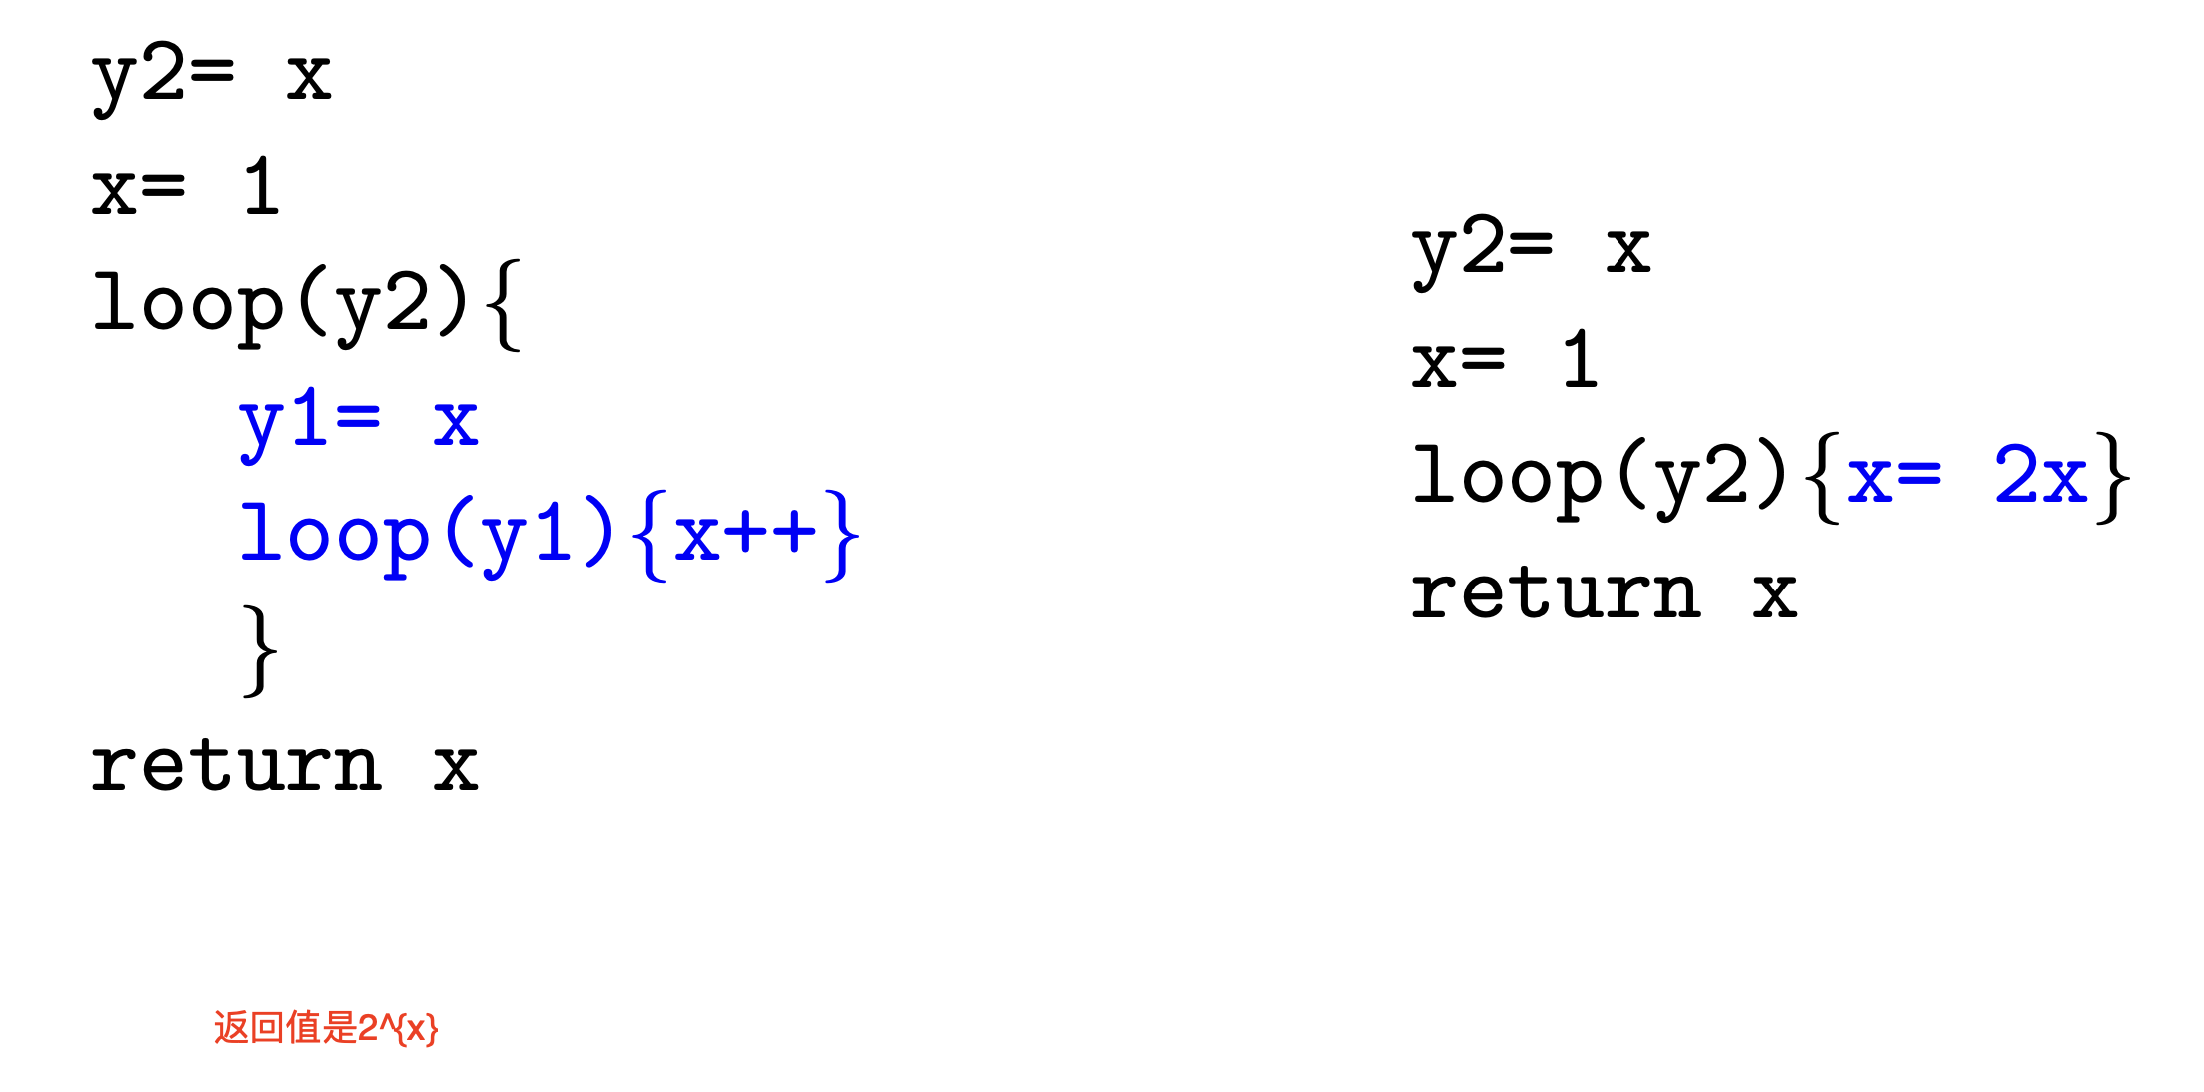 y2= x
x= 1
loop(y2){
y1= x
loop(y1){x++}
}
return x
y2= x
x= 1
loop(y2){x= 2x}
return x
返回值是2^{x}